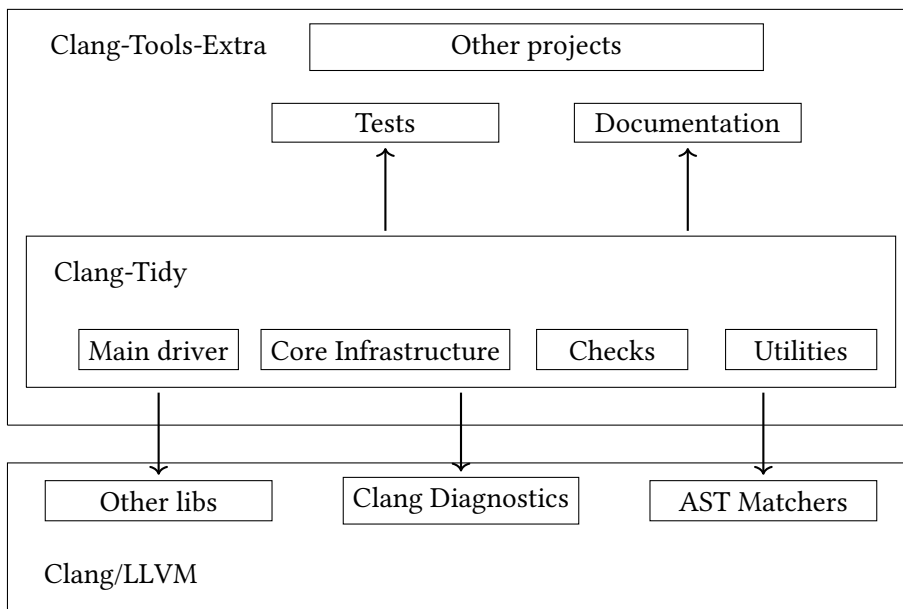 Clang-Tools-Extra
Other projects
Tests
Documentation
Clang-Tidy
Main driver
Core Infrastructure
Checks
Utilities
Other libs
Clang Diagnostics
AST Matchers
Clang/LLVM